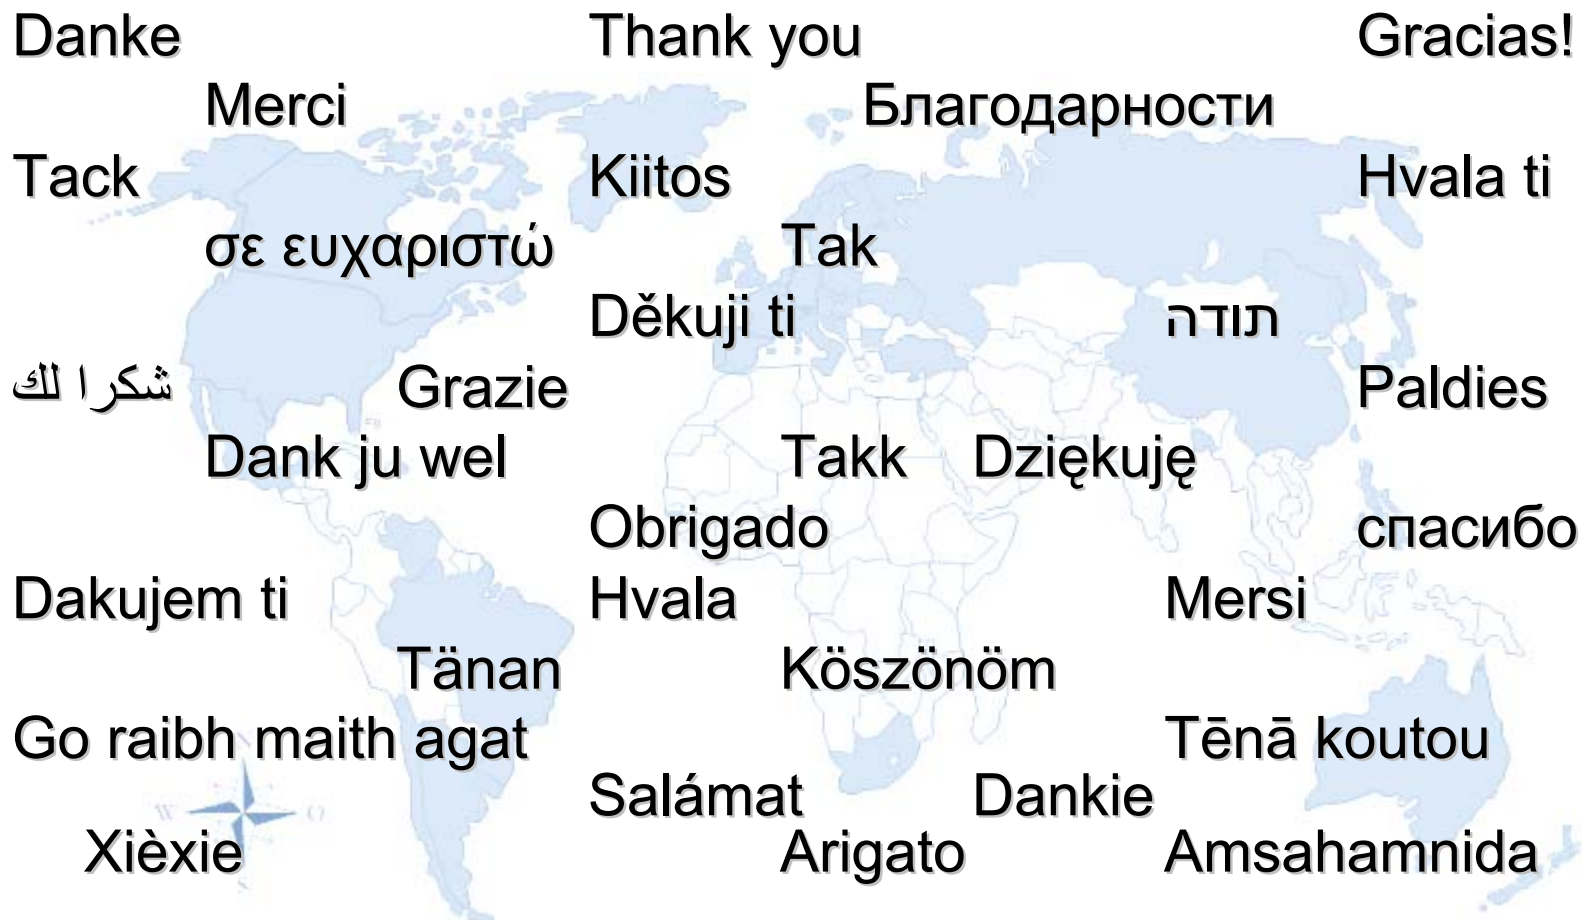 Danke Thank you Gracias!
Merci Благодарности
Tack Kiitos Hvala ti
σε ευχαριστώ Tak
Děkuji ti תודה
شكرا لك Grazie Paldies
Dank ju wel Takk Dziękuję
Obrigado спасибо
Dakujem ti Hvala Mersi
Tänan Köszönöm
Go raibh maith agat Tēnā koutou
Salámat Dankie
W O
Xièxie Arigato Amsahamnida